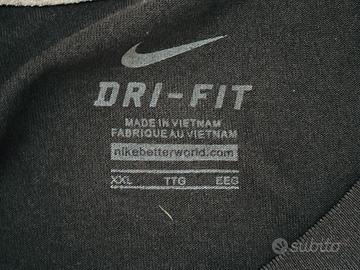 DRI-FIT
MADE IN VIETNAM
FABRIQUE AU VIETNAM
nikebetterworld.com
XXL TTG EEG
subito